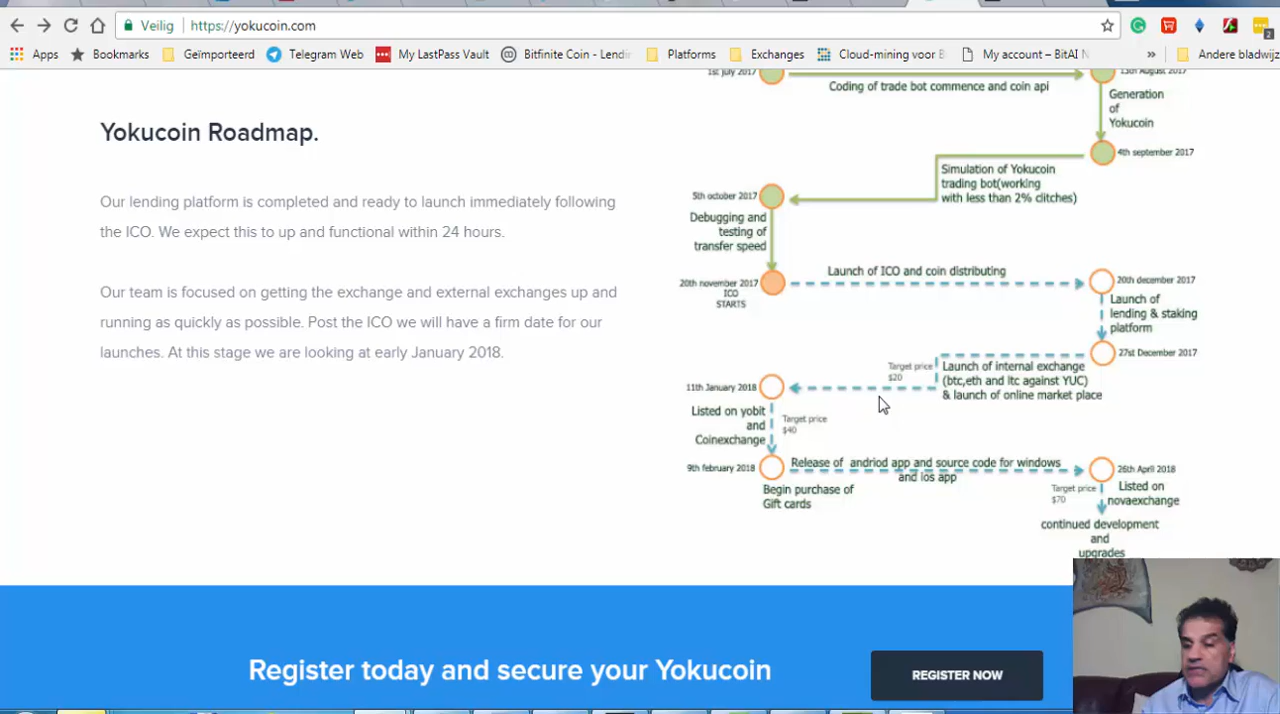 Veilig
https://yokucoin.com
Apps
Bookmarks
Geïmporteerd
Telegram Web
My LastPass Vault
Bitfinite Coin - Lendi
Platforms
Exchanges
Cloud-mining voor B
My account – BitAI N
»
Andere bladwijz
2
Yokucoin Roadmap.
Our lending platform is completed and ready to launch immediately following
the ICO. We expect this to up and functional within 24 hours.
Our team is focused on getting the exchange and external exchanges up and
running as quickly as possible. Post the ICO we will have a firm date for our
launches. At this stage we are looking at early January 2018.
1st july 2017
Coding of trade bot commence and coin api
13th August 2017
Generation
of
Yokucoin
4th september 2017
Simulation of Yokucoin
trading bot(working
with less than 2% clitches)
5th october 2017
Debugging and
testing of
transfer speed
20th november 2017
ICO
STARTS
Launch of ICO and coin distributing
20th december 2017
Launch of
lending & staking
platform
27st December 2017
Target price
$20
Launch of internal exchange
(btc,eth and ltc against YUC)
& launch of online market place
11th January 2018
Listed on yobit
and
Coinexchange
Target price
$40
9th february 2018
Release of andriod app and source code for windows
and ios app
Begin purchase of
Gift cards
26th April 2018
Target price
$70
Listed on
novaexchange
continued development
and
upgrades
Register today and secure your Yokucoin
REGISTER NOW